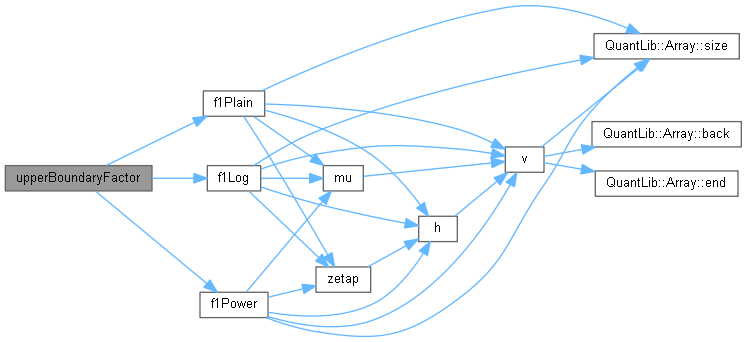 upperBoundaryFactor
f1Plain
f1Log
f1Power
mu
zetap
h
v
QuantLib::Array::size
QuantLib::Array::back
QuantLib::Array::end